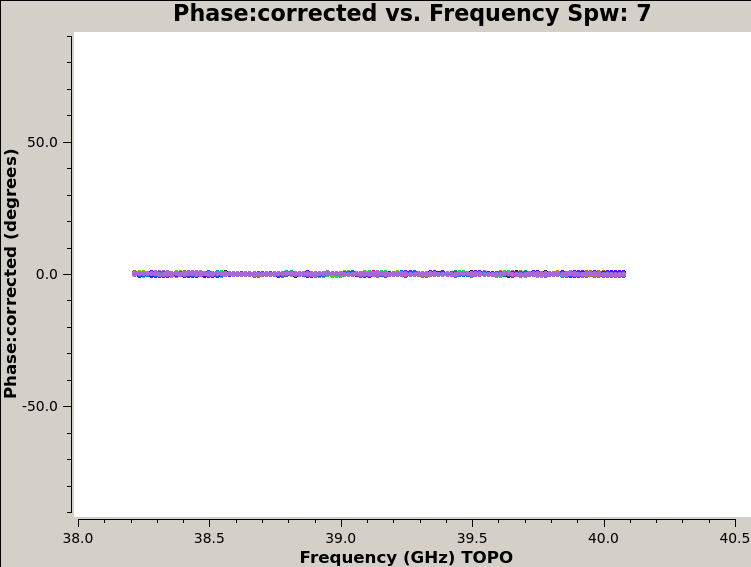 Phase:corrected vs. Frequency Spw: 7
Phase:corrected (degrees)
50.0
0.0
-50.0
38.0 38.5 39.0 39.5 40.0 40.5
Frequency (GHz) TOPO